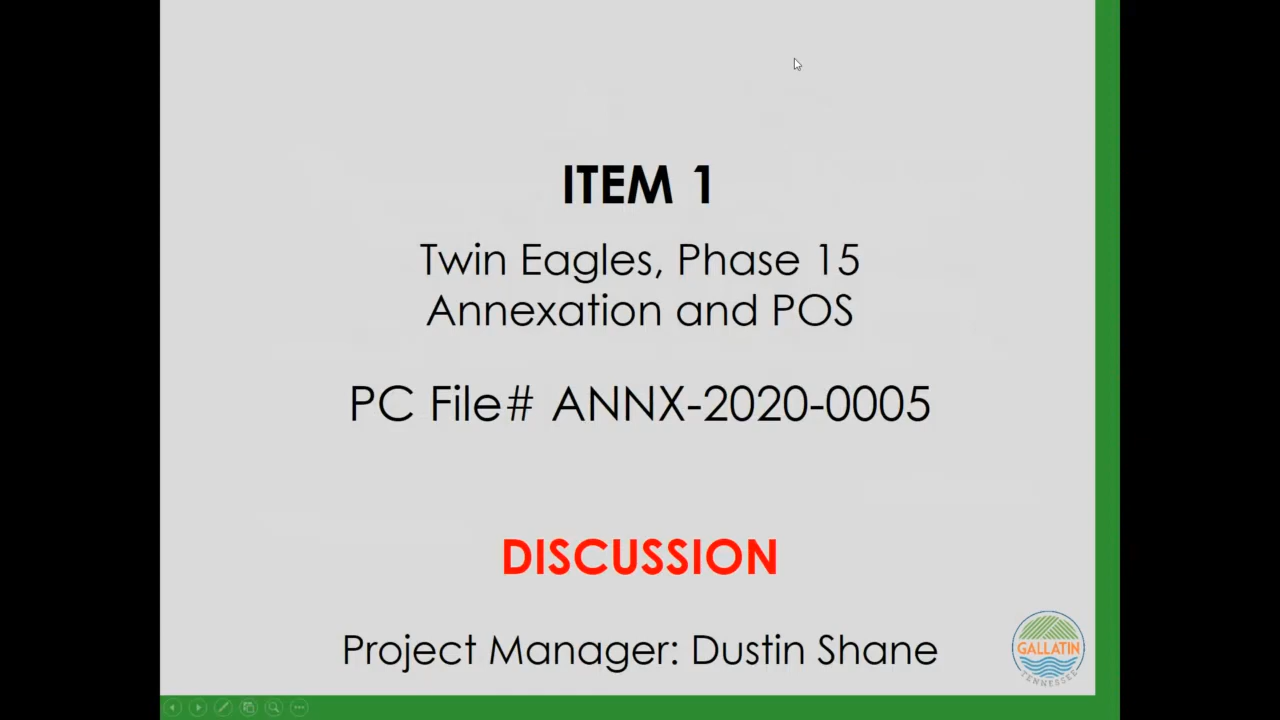 ITEM 1
Twin Eagles, Phase 15
Annexation and POS
PC File# ANNX-2020-0005
DISCUSSION
Project Manager: Dustin Shane
GALLATIN
TENNESSEE